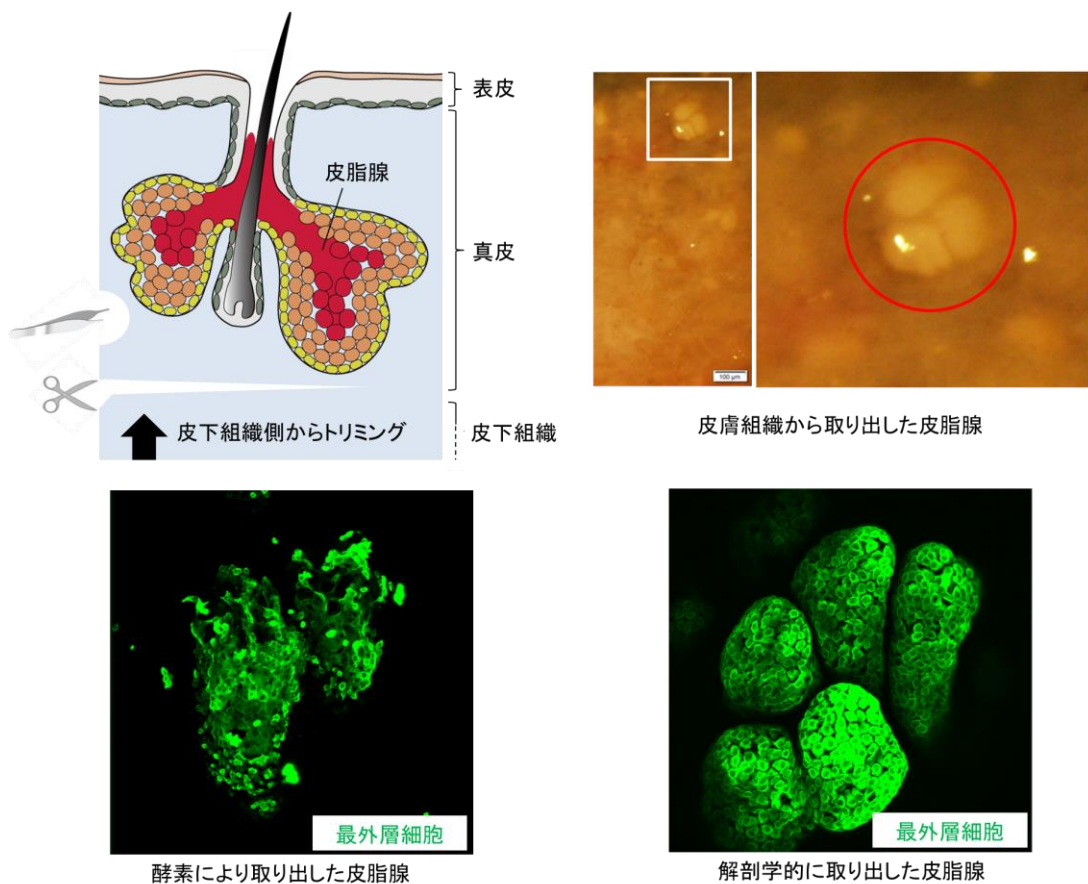 表皮
皮脂腺
真皮
皮下組織側からトリミング
皮下組織
100 μm
皮膚組織から取り出した皮脂腺
最外層細胞
酵素により取り出した皮脂腺
最外層細胞
解剖学的に取り出した皮脂腺